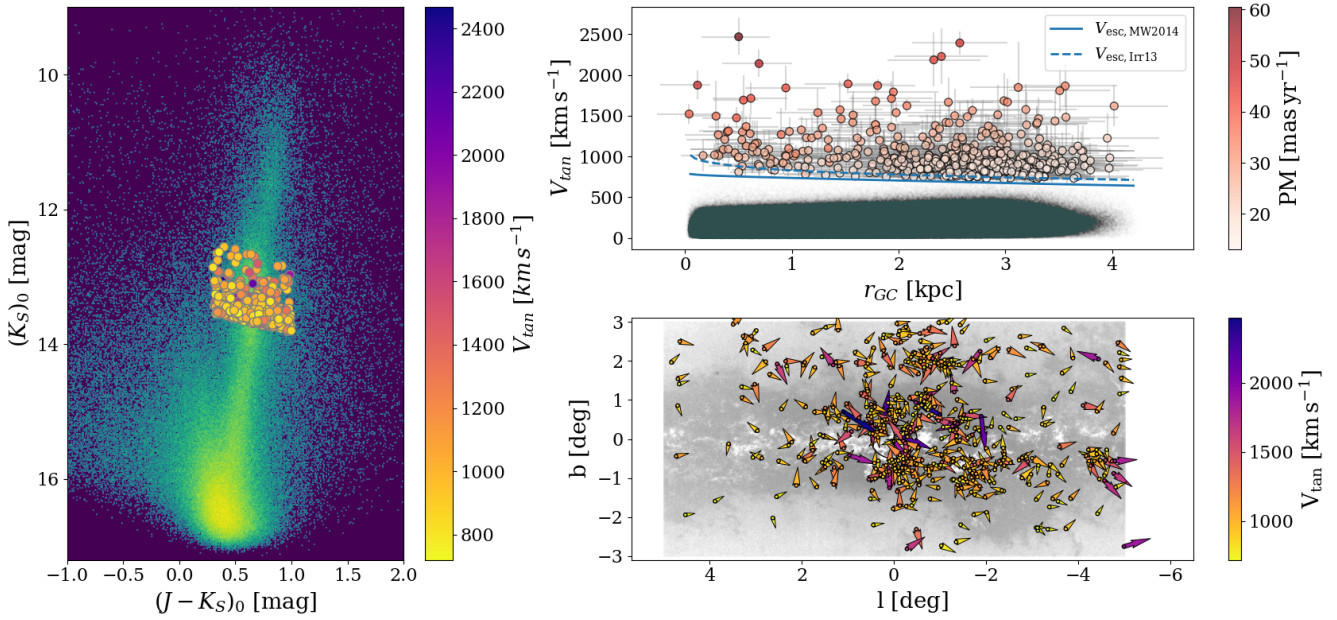 10
12
14
16
(K_S)_0 [mag]
−1.0 −0.5 0.0 0.5 1.0 1.5 2.0
(J − K_S)_0 [mag]
2400
2200
2000
1800
1600
1400
1200
1000
800
V_tan [km s⁻¹]
2500
2000
1500
1000
500
0
V_tan [km s⁻¹]
V_esc, MW2014
V_esc, Irr13
0 1 2 3 4
r_GC [kpc]
60
50
40
30
20
PM [masyr⁻¹]
3
2
1
0
−1
−2
−3
b [deg]
4 2 0 −2 −4 −6
l [deg]
2000
1500
1000
V_tan [km s⁻¹]